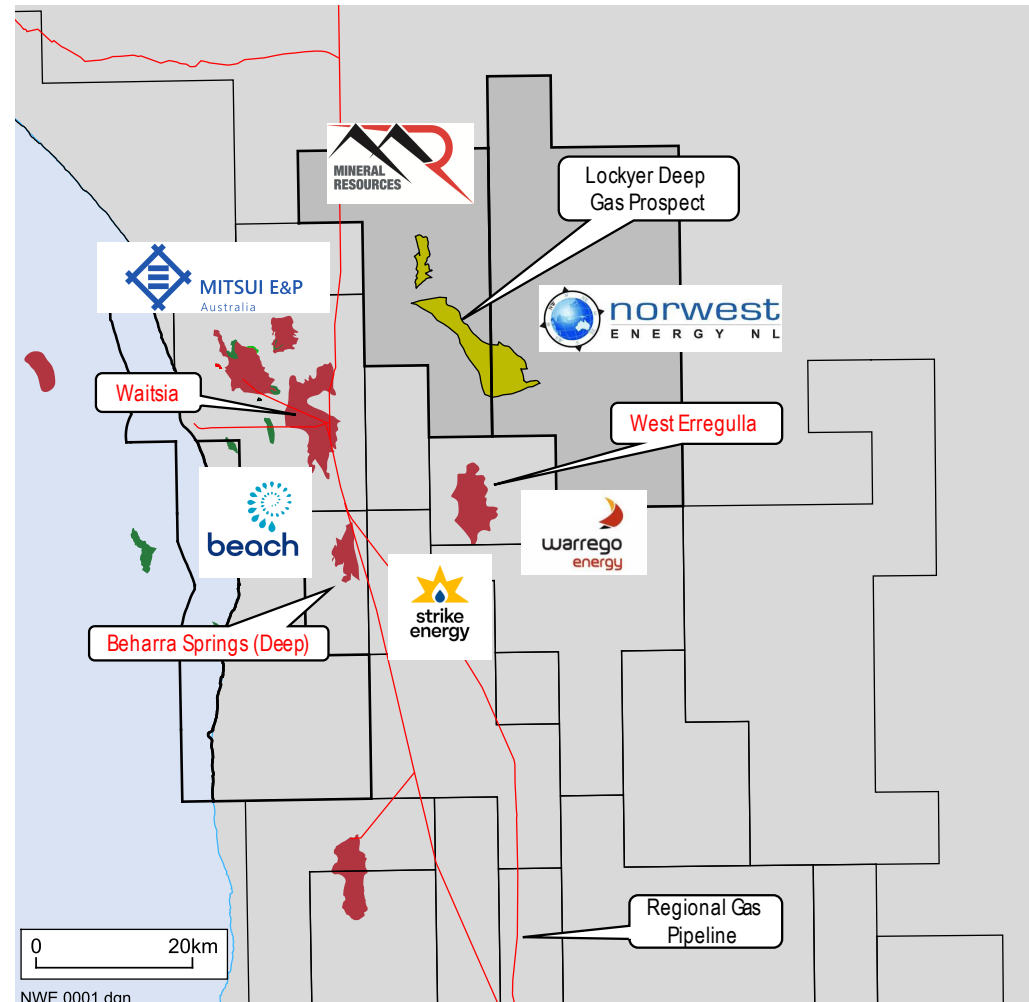 MINERAL
RESOURCES
Lockyer Deep
Gas Prospect
MITSUI E&P
Australia
norwest
ENERGY NL
Waitsia
West Erregulla
beach
warrego
energy
strike
energy
Beharra Springs (Deep)
Regional Gas
Pipeline
0 20km
NWE 0001.dgn